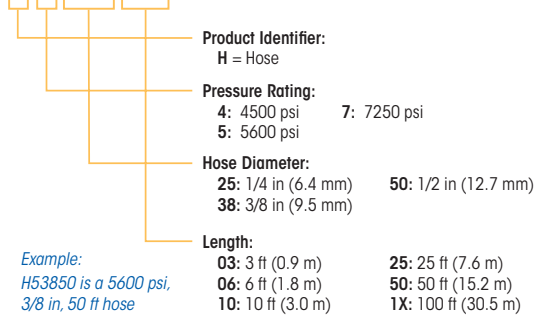 Product Identifier:
H = Hose
Pressure Rating:
4: 4500 psi 7: 7250 psi
5: 5600 psi
Hose Diameter:
25: 1/4 in (6.4 mm) 50: 1/2 in (12.7 mm)
38: 3/8 in (9.5 mm)
Length:
03: 3 ft (0.9 m) 25: 25 ft (7.6 m)
06: 6 ft (1.8 m) 50: 50 ft (15.2 m)
10: 10 ft (3.0 m) 1X: 100 ft (30.5 m)
Example:
H53850 is a 5600 psi,
3/8 in, 50 ft hose